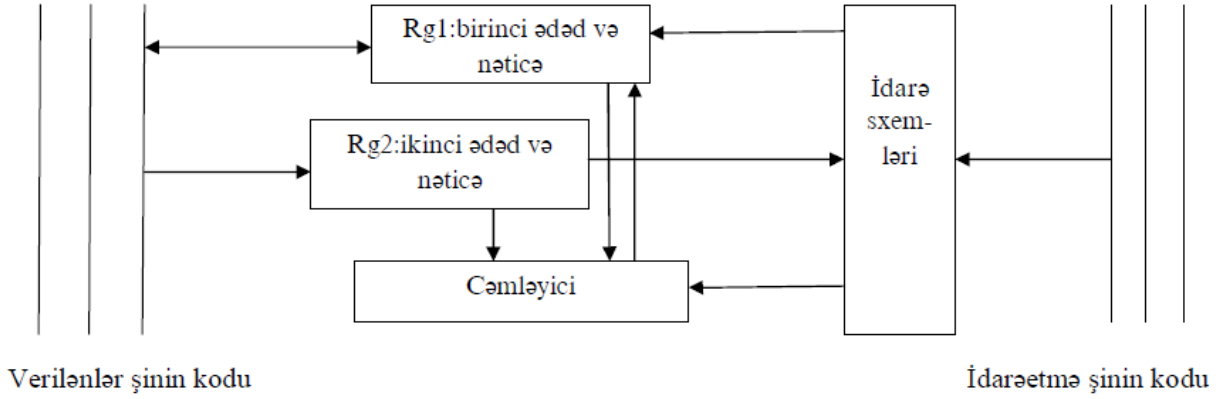 Rg1:birinci ədəd və
nəticə
Rg2:ikinci ədəd və
nəticə
Cəmləyici
İdarə
sxem-
ləri
Verilənlər şinin kodu
İdarəetmə şinin kodu